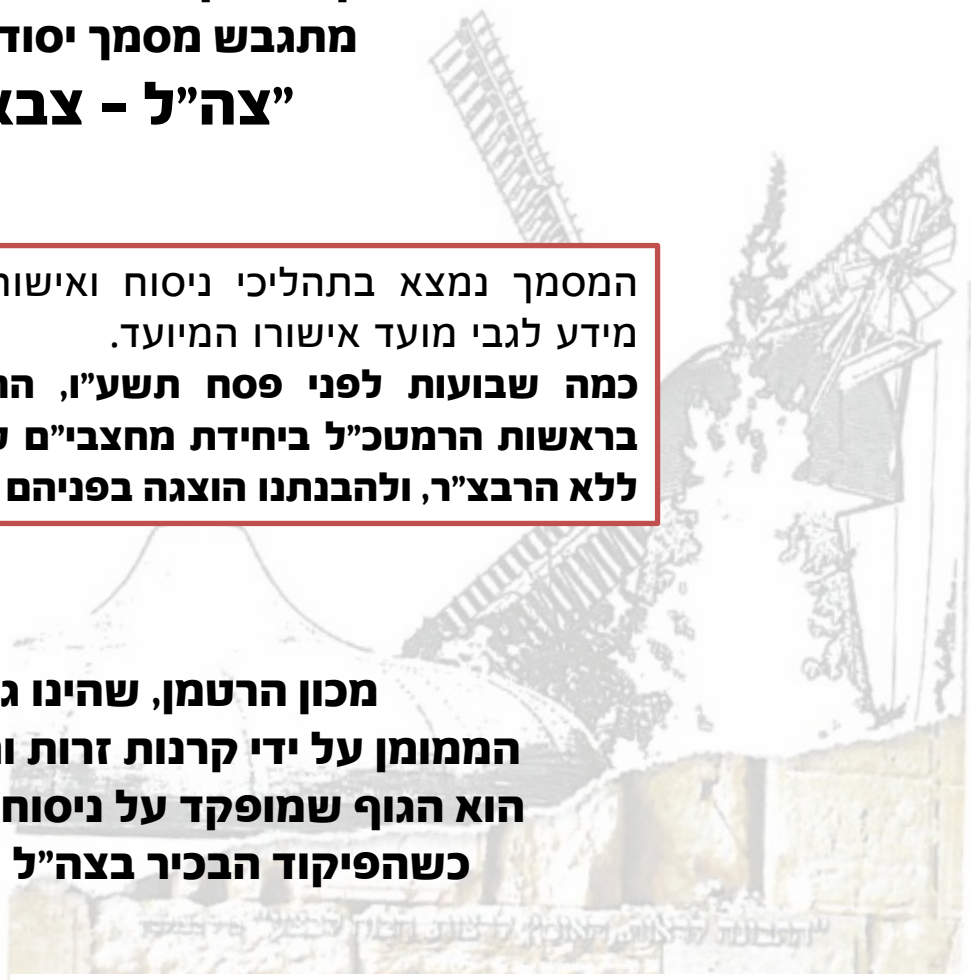 מתגבש מסמך יסוד
"צה"ל – צבא
המסמך נמצא בתהליכי ניסוח ואישור
מידע לגבי מועד אישורו המיועד.
כמה שבועות לפני פסח תשע"ו,
בראשות הרמטכ"ל ביחידת מחצבי"ם
ללא הרבצ"ר, ולהבנתנו הוצגה בפניהם
מכון הרטמן, שהינו
הממומן על ידי קרנות זרות
הוא הגוף שמופקד על ניסוח
כשהפיקוד הבכיר בצה"ל